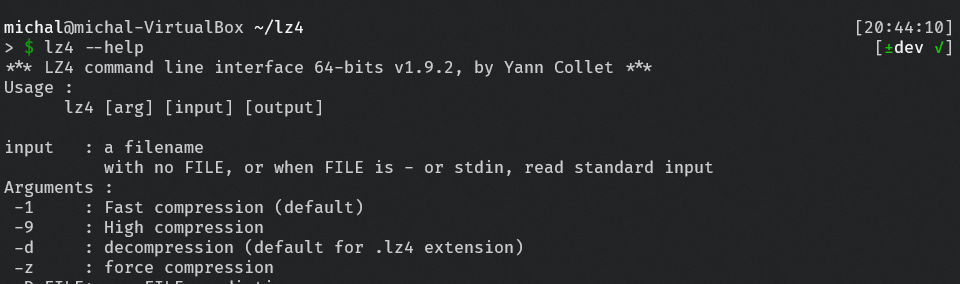 michal@michal-VirtualBox ~/lz4 [20:44:10]
> $ lz4 --help [±dev √]
*** LZ4 command line interface 64-bits v1.9.2, by Yann Collet ***
Usage :
lz4 [arg] [input] [output]
input : a filename
with no FILE, or when FILE is - or stdin, read standard input
Arguments :
-1 : Fast compression (default)
-9 : High compression
-d : decompression (default for .lz4 extension)
-z : force compression